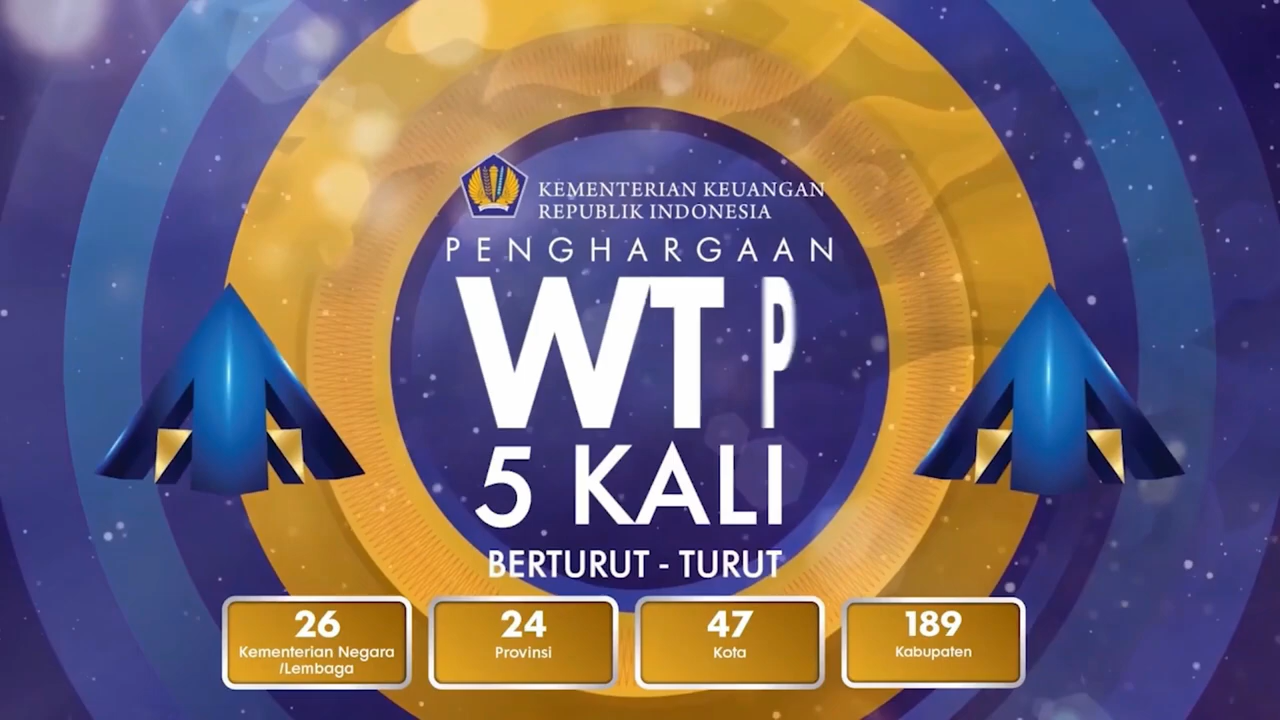 KEMENTERIAN KEUANGAN
REPUBLIK INDONESIA
PENGHARGAAN
WTP
5 KALI
BERTURUT - TURUT
26
Kementerian Negara
/Lembaga
24
Provinsi
47
Kota
189
Kabupaten